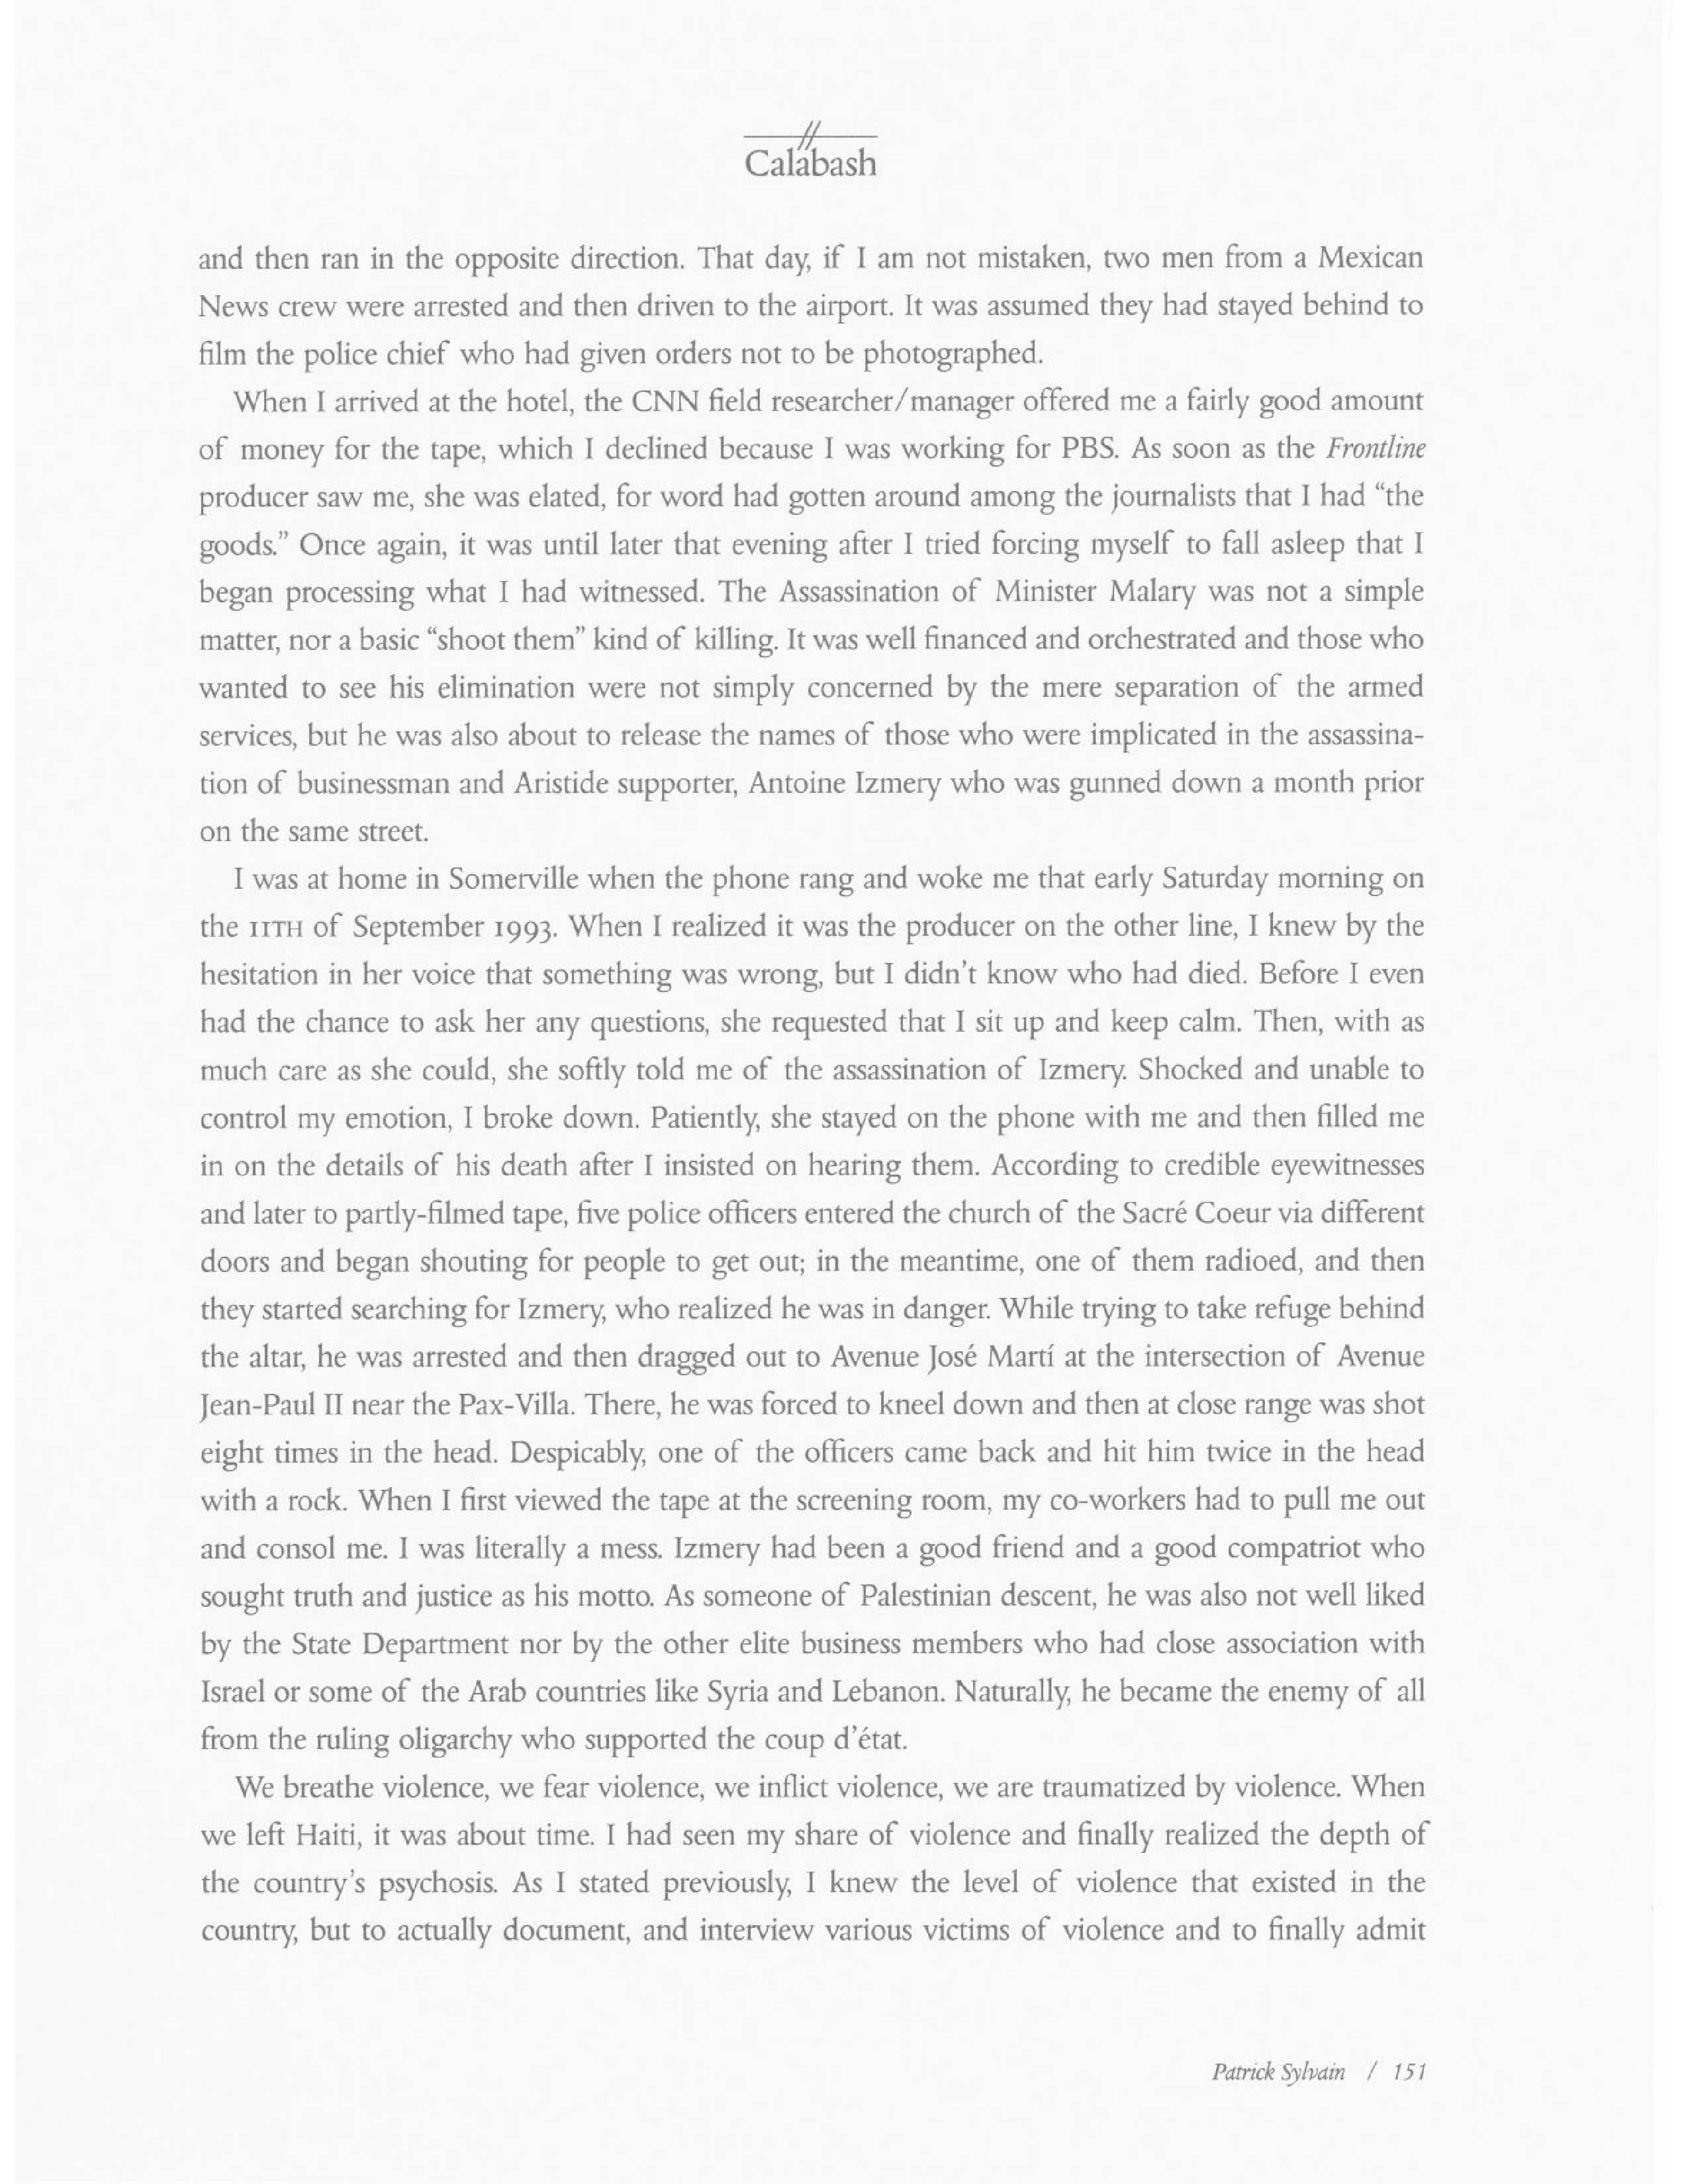 Calabash
and then ran in the opposite direction. That day, if I am not mistaken, two men from a Mexican
News crew were arrested and then driven to the airport. It was assumed they had stayed behind to
film the police chief who had given orders not to be photographed.
When I arrived at the hotel, the CNN field researcher/manager offered me a fairly good amount
of money for the tape, which I declined because I was working for PBS. As soon as the Frontline
producer saw me, she was elated, for word had gotten around among the journalists that I had “the
goods.” Once again, it was until later that evening after I tried forcing myself to fall asleep that I
began processing what I had witnessed. The Assassination of Minister Malary was not a simple
matter, nor a basic “shoot them” kind of killing. It was well financed and orchestrated and those who
wanted to see his elimination were not simply concerned by the mere separation of the armed
services, but he was also about to release the names of those who were implicated in the assassina-
tion of businessman and Aristide supporter, Antoine Izmery who was gunned down a month prior
on the same street.
I was at home in Somerville when the phone rang and woke me that early Saturday morning on
the 11TH of September 1993. When I realized it was the producer on the other line, I knew by the
hesitation in her voice that something was wrong, but I didn’t know who had died. Before I even
had the chance to ask her any questions, she requested that I sit up and keep calm. Then, with as
much care as she could, she softly told me of the assassination of Izmery. Shocked and unable to
control my emotion, I broke down. Patiently, she stayed on the phone with me and then filled me
in on the details of his death after I insisted on hearing them. According to credible eyewitnesses
and later to partly-filmed tape, five police officers entered the church of the Sacré Coeur via different
doors and began shouting for people to get out; in the meantime, one of them radioed, and then
they started searching for Izmery, who realized he was in danger. While trying to take refuge behind
the altar, he was arrested and then dragged out to Avenue José Martí at the intersection of Avenue
Jean-Paul II near the Pax-Villa. There, he was forced to kneel down and then at close range was shot
eight times in the head. Despicably, one of the officers came back and hit him twice in the head
with a rock. When I first viewed the tape at the screening room, my co-workers had to pull me out
and consol me. I was literally a mess. Izmery had been a good friend and a good compatriot who
sought truth and justice as his motto. As someone of Palestinian descent, he was also not well liked
by the State Department nor by the other elite business members who had close association with
Israel or some of the Arab countries like Syria and Lebanon. Naturally, he became the enemy of all
from the ruling oligarchy who supported the coup d’état.
We breathe violence, we fear violence, we inflict violence, we are traumatized by violence. When
we left Haiti, it was about time. I had seen my share of violence and finally realized the depth of
the country’s psychosis. As I stated previously, I knew the level of violence that existed in the
country, but to actually document, and interview various victims of violence and to finally admit
Patrick Sylvain / 151